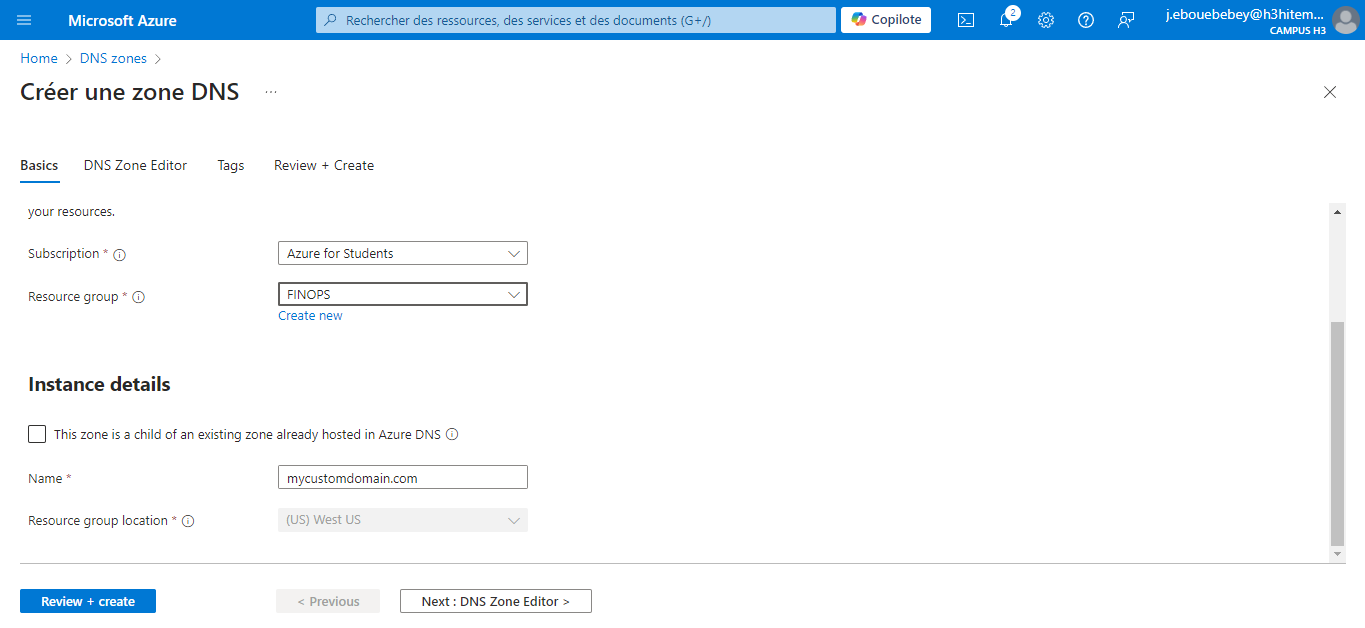 Microsoft Azure
Rechercher des ressources, des services et des documents (G+/)
Copilote
2
j.ebouebebey@h3hitem...
CAMPUS H3
Home > DNS zones >
Créer une zone DNS ...
Basics DNS Zone Editor Tags Review + Create
your resources.
Subscription * Azure for Students
Resource group * FINOPS
Create new
Instance details
This zone is a child of an existing zone already hosted in Azure DNS
Name * mycustomdomain.com
Resource group location * (US) West US
Review + create < Previous Next : DNS Zone Editor >